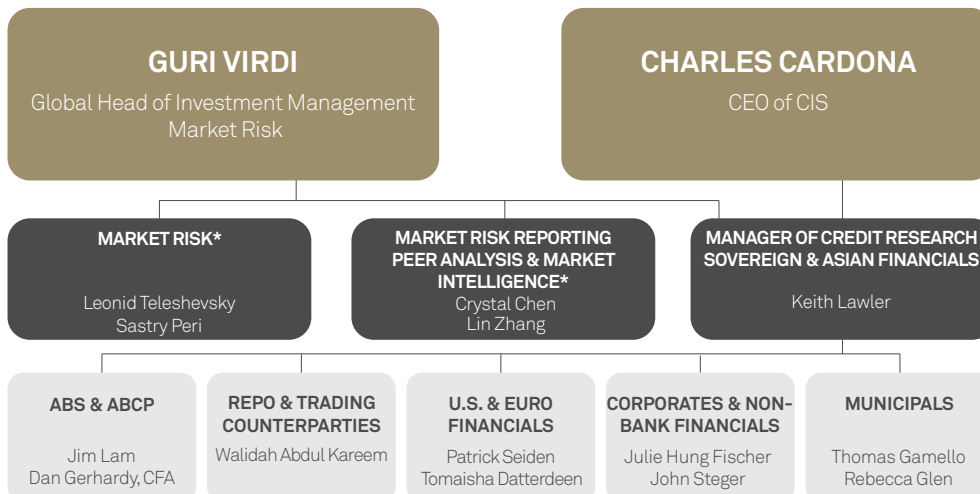 GURI VIRDI
Global Head of Investment Management
Market Risk
CHARLES CARDONA
CEO of CIS
MARKET RISK*
Leonid Teleshevsky
Sastry Peri
MARKET RISK REPORTING
PEER ANALYSIS & MARKET
INTELLIGENCE*
Crystal Chen
Lin Zhang
MANAGER OF CREDIT RESEARCH
SOVEREIGN & ASIAN FINANCIALS
Keith Lawler
ABS & ABCP
Jim Lam
Dan Gerhardy, CFA
REPO & TRADING
COUNTERPARTIES
Walidah Abdul Kareem
U.S. & EURO
FINANCIALS
Patrick Seiden
Tomaisha Datterdeen
CORPORATES & NON-
BANK FINANCIALS
Julie Hung Fischer
John Steger
MUNICIPALS
Thomas Gamello
Rebecca Glen